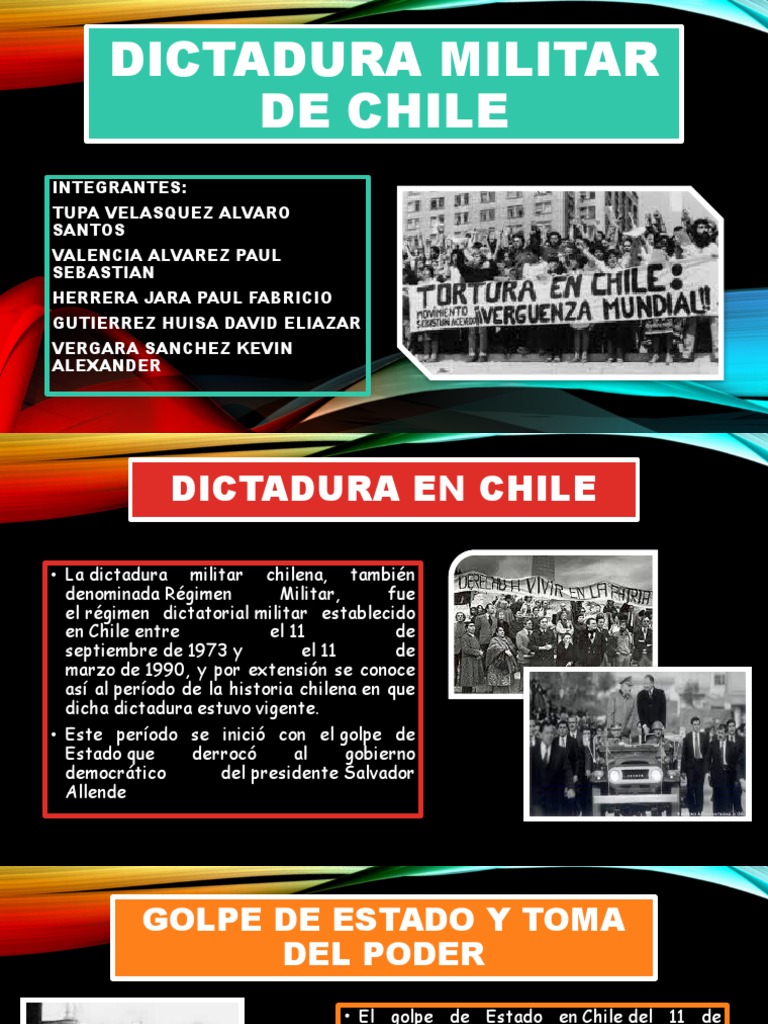 DICTADURA MILITAR
DE CHILE
INTEGRANTES:
TUPA VELASQUEZ ALVARO
SANTOS
VALENCIA ALVAREZ PAUL
SEBASTIAN
HERRERA JARA PAUL FABRICIO
GUTIERREZ HUISA DAVID ELIAZAR
VERGARA SANCHEZ KEVIN
ALEXANDER
TORTURA EN CHILE:
MOVIMIENTO
SEBASTIAN ACEVEDO
¡VERGUENZA MUNDIAL!!
DICTADURA EN CHILE
• La dictadura militar chilena, también
denominada Régimen Militar, fue
el régimen dictatorial militar establecido
en Chile entre el 11 de
septiembre de 1973 y el 11 de
marzo de 1990, y por extensión se conoce
así al período de la historia chilena en que
dicha dictadura estuvo vigente.
• Este período se inició con el golpe de
Estado que derrocó al gobierno
democrático del presidente Salvador
Allende
DERECHO A VIVIR EN LA PATRIA
GOLPE DE ESTADO Y TOMA
DEL PODER
• El golpe de Estado en Chile del 11 de